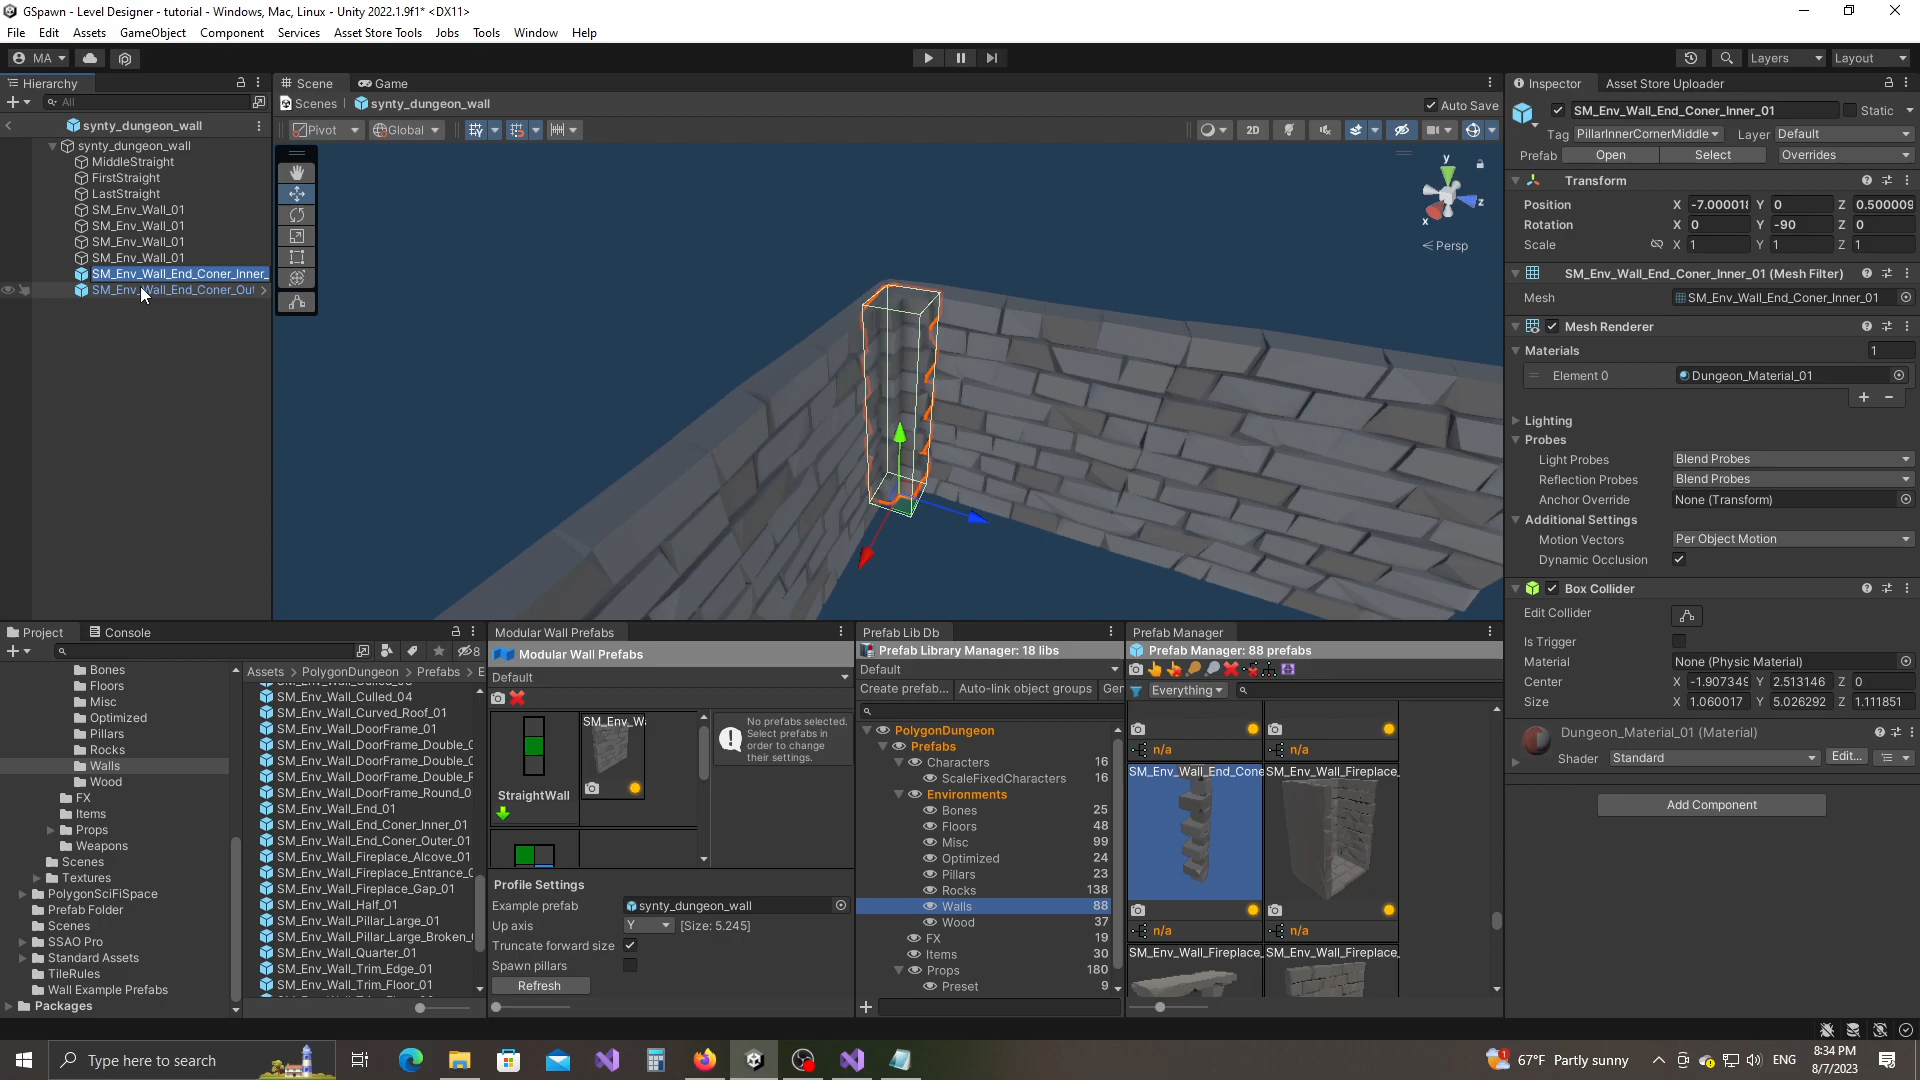 GSpawn - Level Designer - tutorial - Windows, Mac, Linux - Unity 2022.1.9f1* <DX11>
File Edit Assets GameObject Component Services Asset Store Tools Jobs Tools Window Help
MA
Layers
Layout
Hierarchy
All
synty_dungeon_wall
synty_dungeon_wall
MiddleStraight
FirstStraight
LastStraight
SM_Env_Wall_01
SM_Env_Wall_01
SM_Env_Wall_01
SM_Env_Wall_01
SM_Env_Wall_End_Coner_Inner_
SM_Env_Wall_End_Coner_Out
Scene Game
Scenes synty_dungeon_wall
Auto Save
Pivot Global
2D
y
z
x
Persp
Inspector Asset Store Uploader
SM_Env_Wall_End_Coner_Inner_01 Static
Tag PillarInnerCornerMiddle Layer Default
Prefab Open Select Overrides
Transform
Position X -7.000018 Y 0 Z 0.500009
Rotation X 0 Y -90 Z 0
Scale X 1 Y 1 Z 1
SM_Env_Wall_End_Coner_Inner_01 (Mesh Filter)
Mesh SM_Env_Wall_End_Coner_Inner_01
Mesh Renderer
Materials 1
Element 0 Dungeon_Material_01
Lighting
Probes
Light Probes Blend Probes
Reflection Probes Blend Probes
Anchor Override None (Transform)
Additional Settings
Motion Vectors Per Object Motion
Dynamic Occlusion
Box Collider
Edit Collider
Is Trigger
Material None (Physic Material)
Center X -1.907349 Y 2.513146 Z 0
Size X 1.060017 Y 5.026292 Z 1.111851
Dungeon_Material_01 (Material)
Shader Standard Edit...
Add Component
Project Console
8
Bones
Floors
Misc
Optimized
Pillars
Rocks
Walls
Wood
FX
Items
Props
Weapons
Scenes
Textures
PolygonSciFiSpace
Prefab Folder
Scenes
SSAO Pro
Standard Assets
TileRules
Wall Example Prefabs
Packages
Assets PolygonDungeon Prefabs E
SM_Env_Wall_Culled_04
SM_Env_Wall_Curved_Roof_01
SM_Env_Wall_DoorFrame_01
SM_Env_Wall_DoorFrame_Double_0
SM_Env_Wall_DoorFrame_Double_0
SM_Env_Wall_DoorFrame_Double_R
SM_Env_Wall_DoorFrame_Round_0
SM_Env_Wall_End_01
SM_Env_Wall_End_Coner_Inner_01
SM_Env_Wall_End_Coner_Outer_01
SM_Env_Wall_Fireplace_Alcove_01
SM_Env_Wall_Fireplace_Entrance_0
SM_Env_Wall_Fireplace_Gap_01
SM_Env_Wall_Half_01
SM_Env_Wall_Pillar_Large_01
SM_Env_Wall_Pillar_Large_Broken_
SM_Env_Wall_Quarter_01
SM_Env_Wall_Trim_Edge_01
SM_Env_Wall_Trim_Floor_01
Modular Wall Prefabs
Modular Wall Prefabs
Default
StraightWall
SM_Env_Wa
No prefabs selected. Select prefabs in order to change their settings.
Profile Settings
Example prefab synty_dungeon_wall
Up axis Y [Size: 5.245]
Truncate forward size
Spawn pillars
Refresh
Prefab Lib Db
Prefab Library Manager: 18 libs
Default
Create prefab... Auto-link object groups Ger
PolygonDungeon
Prefabs
Characters 16
ScaleFixedCharacters 16
Environments
Bones 25
Floors 48
Misc 99
Optimized 24
Pillars 23
Rocks 138
Walls 88
Wood 37
FX 19
Items 30
Props 180
Preset 9
Prefab Manager
Prefab Manager: 88 prefabs
Everything
n/a n/a
SM_Env_Wall_End_Cone SM_Env_Wall_Fireplace_
n/a n/a
SM_Env_Wall_Fireplace_ SM_Env_Wall_Fireplace_
Type here to search
1
67°F Partly sunny
ENG
8:34 PM
8/7/2023